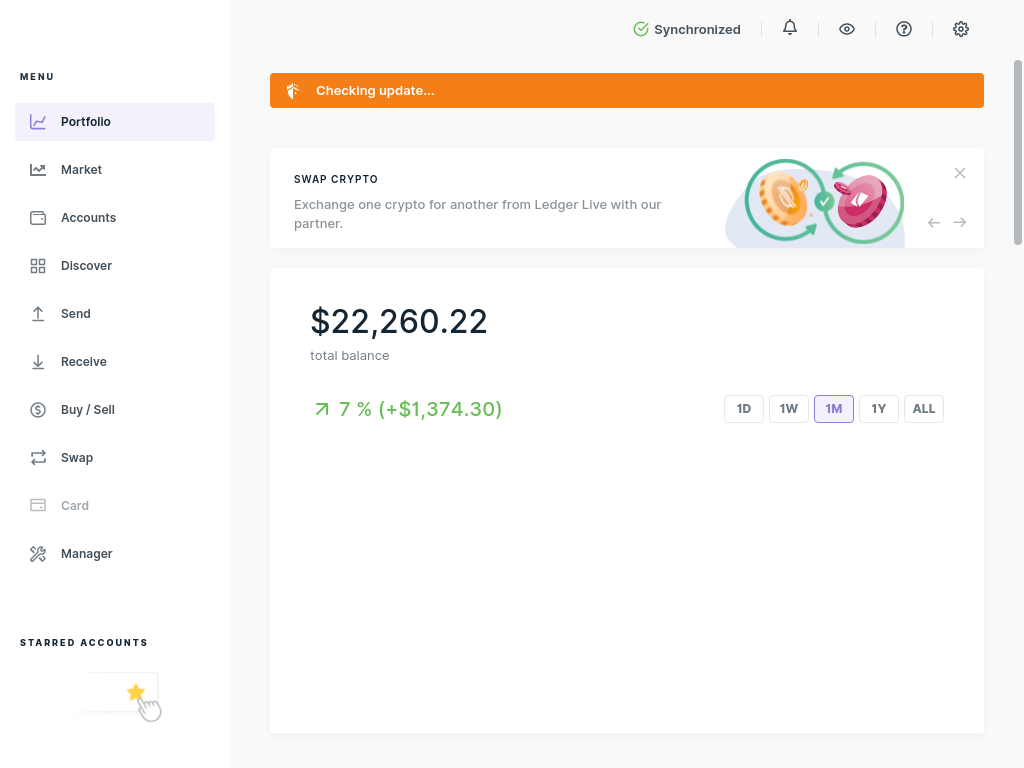 Synchronized
MENU
Portfolio
Market
Accounts
Discover
Send
Receive
Buy / Sell
Swap
Card
Manager
STARRED ACCOUNTS
Checking update...
SWAP CRYPTO
Exchange one crypto for another from Ledger Live with our
partner.
$22,260.22
total balance
7 % (+$1,374.30)
1D 1W 1M 1Y ALL